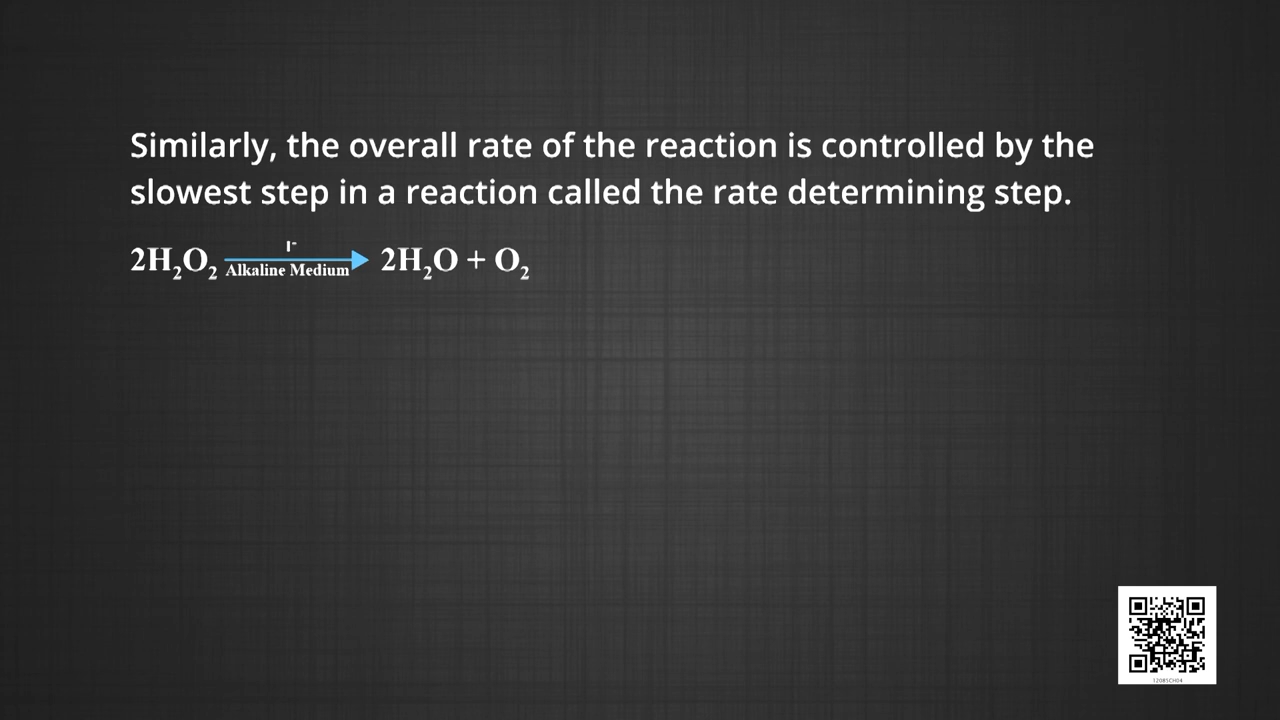 Similarly, the overall rate of the reaction is controlled by the
slowest step in a reaction called the rate determining step.
I⁻
2H₂O₂ Alkaline Medium 2H₂O + O₂
12085CH04